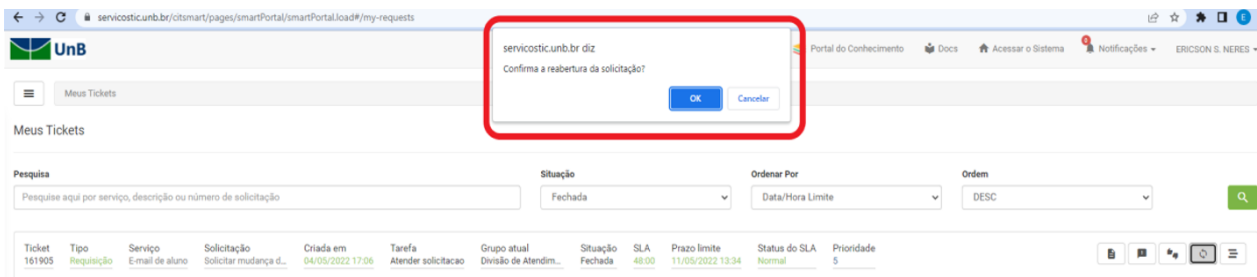 servicostic.unb.br/citsmart/pages/smartPortal/smartPortal.load#/my-requests
E
UnB
servicostic.unb.br diz
Confirma a reabertura da solicitação?
OK
Cancelar
Portal do Conhecimento
Docs
Acessar o Sistema
0
Notificações
ERICSON S. NERES
Meus Tickets
Meus Tickets
Pesquisa
Situação
Ordenar Por
Ordem
Pesquise aqui por serviço, descrição ou número de solicitação
Fechada
Data/Hora Limite
DESC
Ticket Tipo Serviço Solicitação Criada em Tarefa Grupo atual Situação SLA Prazo limite Status do SLA Prioridade
161905 Requisição E-mail de aluno Solicitar mudança d... 04/05/2022 17:06 Atender solicitacao Divisão de Atendim... Fechada 48:00 11/05/2022 13:34 Normal 5